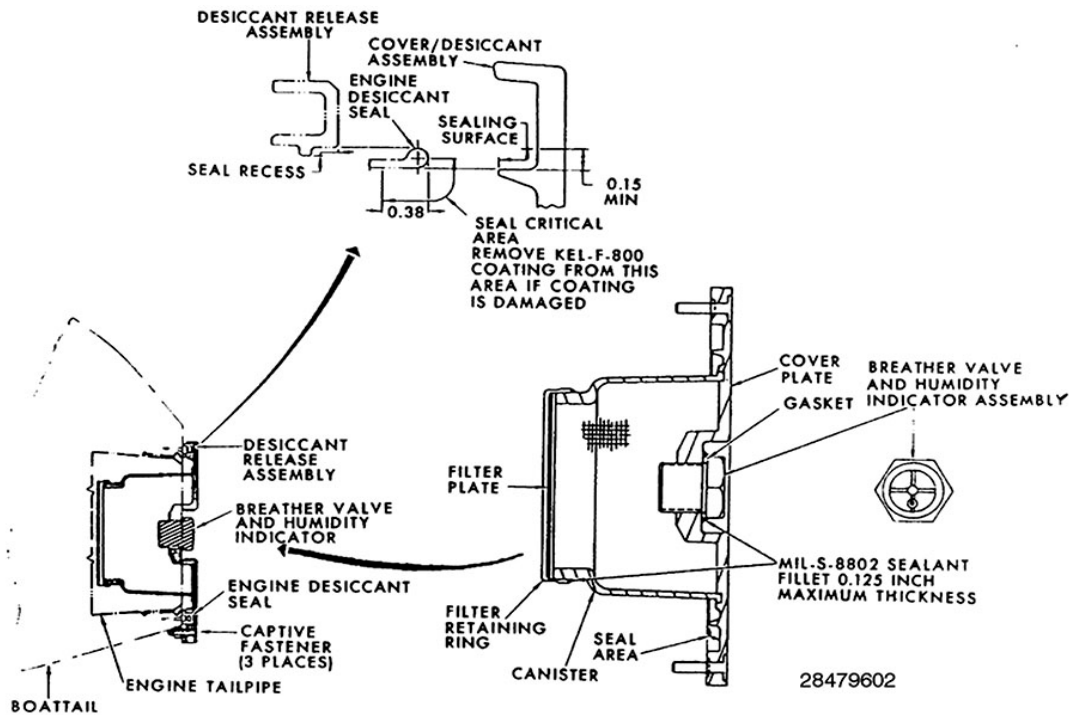 DESICCANT RELEASE
ASSEMBLY
COVER/DESICCANT
ASSEMBLY
ENGINE
DESICCANT
SEAL
SEALING
SURFACE
SEAL RECESS
0.15
MIN
0.38
SEAL CRITICAL
AREA
REMOVE KEL-F-800
COATING FROM THIS
AREA IF COATING
IS DAMAGED
COVER
PLATE
BREATHER VALVE
AND HUMIDITY
INDICATOR ASSEMBLY
GASKET
DESICCANT
RELEASE
ASSEMBLY
FILTER
PLATE
BREATHER VALVE
AND HUMIDITY
INDICATOR
MIL-S-8802 SEALANT
FILLET 0.125 INCH
MAXIMUM THICKNESS
ENGINE DESICCANT
SEAL
FILTER
RETAINING
RING
SEAL
AREA
CAPTIVE
FASTENER
(3 PLACES)
CANISTER
ENGINE TAILPIPE
28479602
BOATTAIL